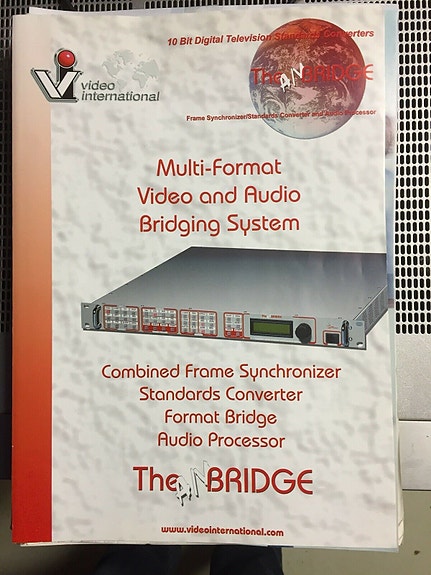 10 Bit Digital Television Standards Converters
video
international
The A/N BRIDGE
Frame Synchronizer/Standards Converter and Audio Processor
Multi-Format
Video and Audio
Bridging System
Combined Frame Synchronizer
Standards Converter
Format Bridge
Audio Processor
The A/N BRIDGE
www.videointernational.com